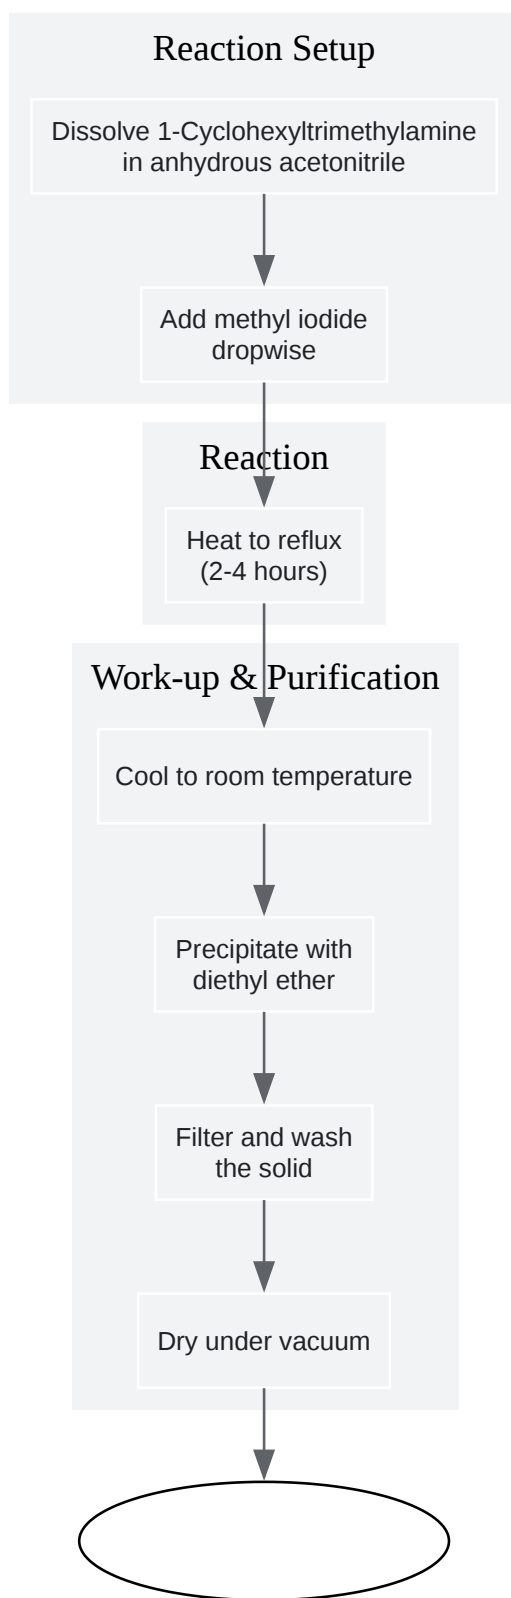 Reaction Setup
Dissolve 1-Cyclohexyltrimethylamine
in anhydrous acetonitrile
Add methyl iodide
dropwise
Reaction
Heat to reflux
(2-4 hours)
Work-up & Purification
Cool to room temperature
Precipitate with
diethyl ether
Filter and wash
the solid
Dry under vacuum